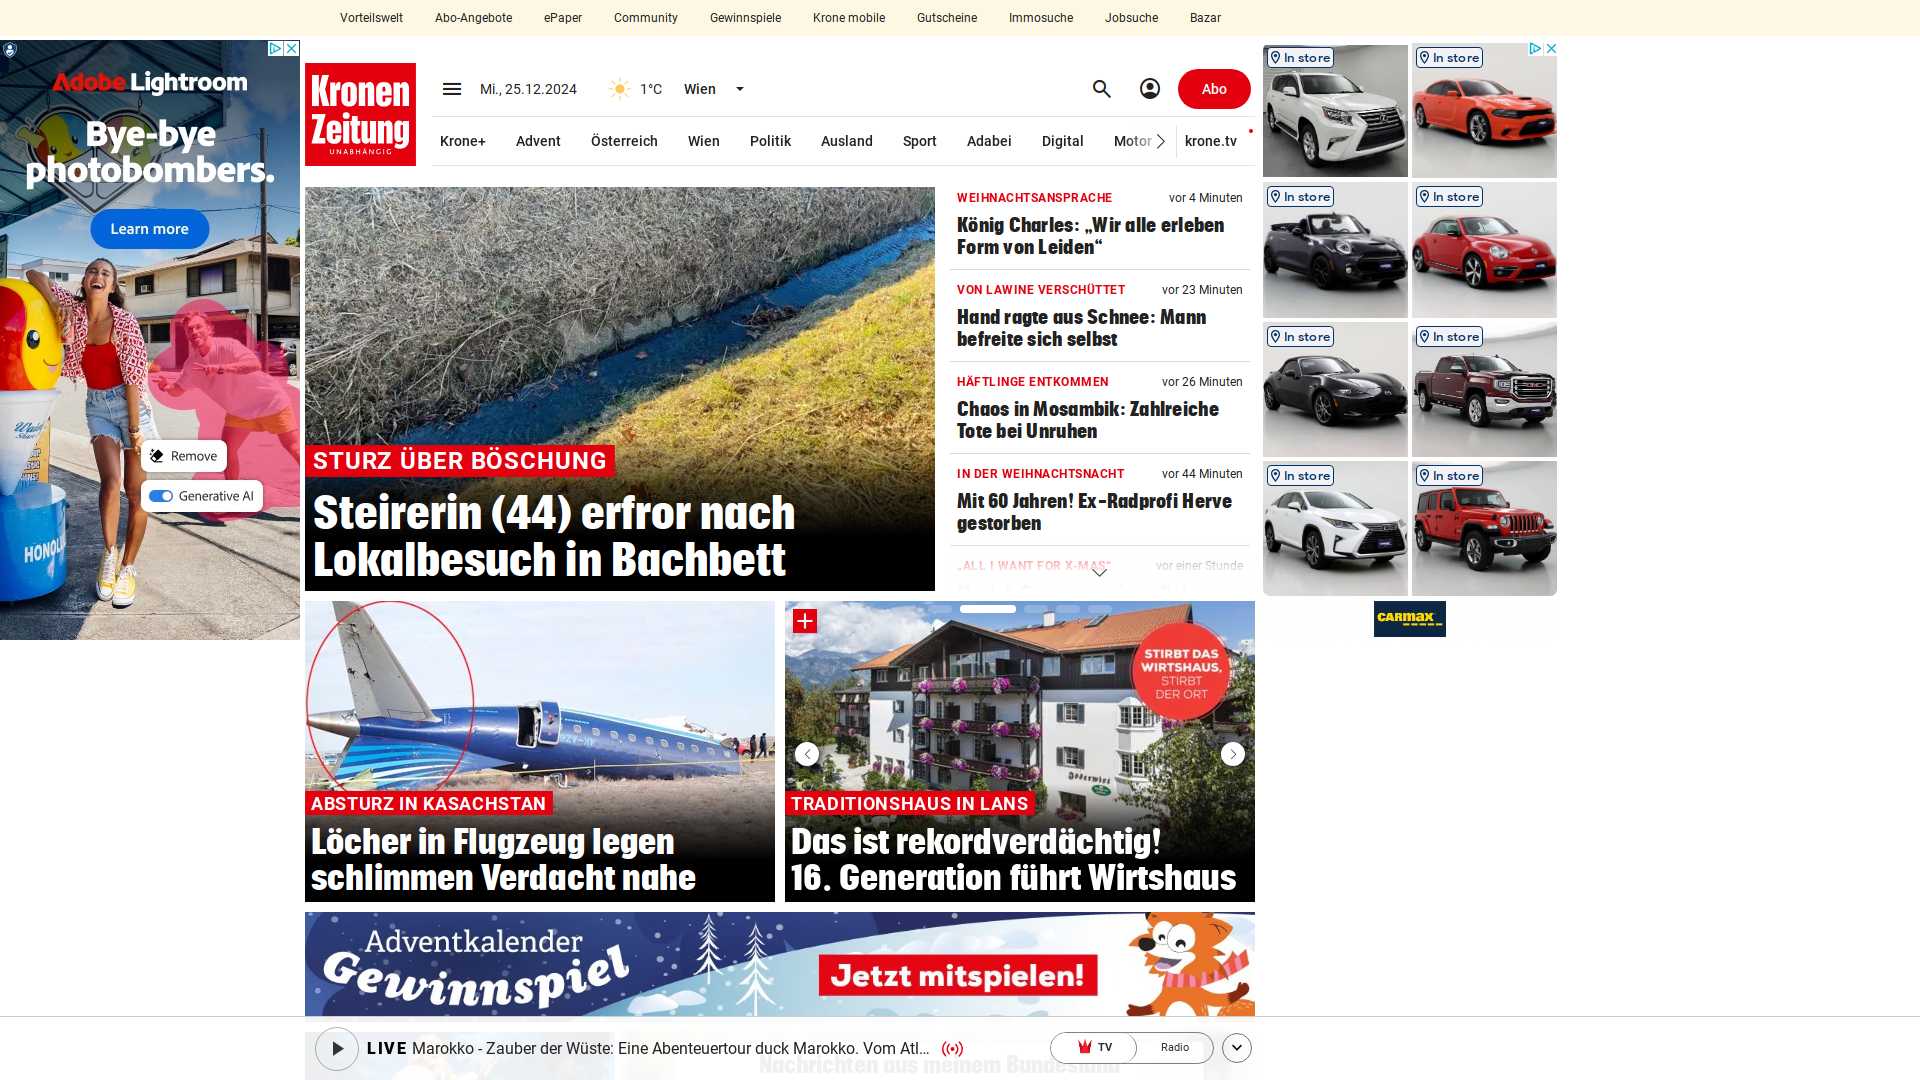 Vorteilswelt
Abo-Angebote
ePaper
Community
Gewinnspiele
Krone mobile
Gutscheine
Immosuche
Jobsuche
Bazar
Adobe Lightroom
Bye-bye
photobombers.
Learn more
Remove
Generative AI
HONOL
Kronen
Zeitung
UNABHÄNGIG
Mi., 25.12.2024
1°C
Wien
Abo
Krone+
Advent
Österreich
Wien
Politik
Ausland
Sport
Adabei
Digital
Motor
krone.tv
STURZ ÜBER BÖSCHUNG
Steirerin (44) erfror nach
Lokalbesuch in Bachbett
WEIHNACHTSANSPRACHE
vor 4 Minuten
König Charles: „Wir alle erleben
Form von Leiden“
VON LAWINE VERSCHÜTTET
vor 23 Minuten
Hand ragte aus Schnee: Mann
befreite sich selbst
HÄFTLINGE ENTKOMMEN
vor 26 Minuten
Chaos in Mosambik: Zahlreiche
Tote bei Unruhen
IN DER WEIHNACHTSNACHT
vor 44 Minuten
Mit 60 Jahren! Ex-Radprofi Herve
gestorben
„ALL I WANT FOR X-MAS“
vor einer Stunde
In store
In store
In store
In store
In store
In store
In store
In store
CARMAX
ABSTURZ IN KASACHSTAN
Löcher in Flugzeug legen
schlimmen Verdacht nahe
STIRBT DAS
WIRTSHAUS,
STIRBT
DER ORT
TRADITIONSHAUS IN LANS
Das ist rekordverdächtig!
16. Generation führt Wirtshaus
Adventkalender
Gewinnspiel
Jetzt mitspielen!
LIVE Marokko - Zauber der Wüste: Eine Abenteuertour duck Marokko. Vom Atl...
TV
Radio
Nachrichten aus meinem Bundesland